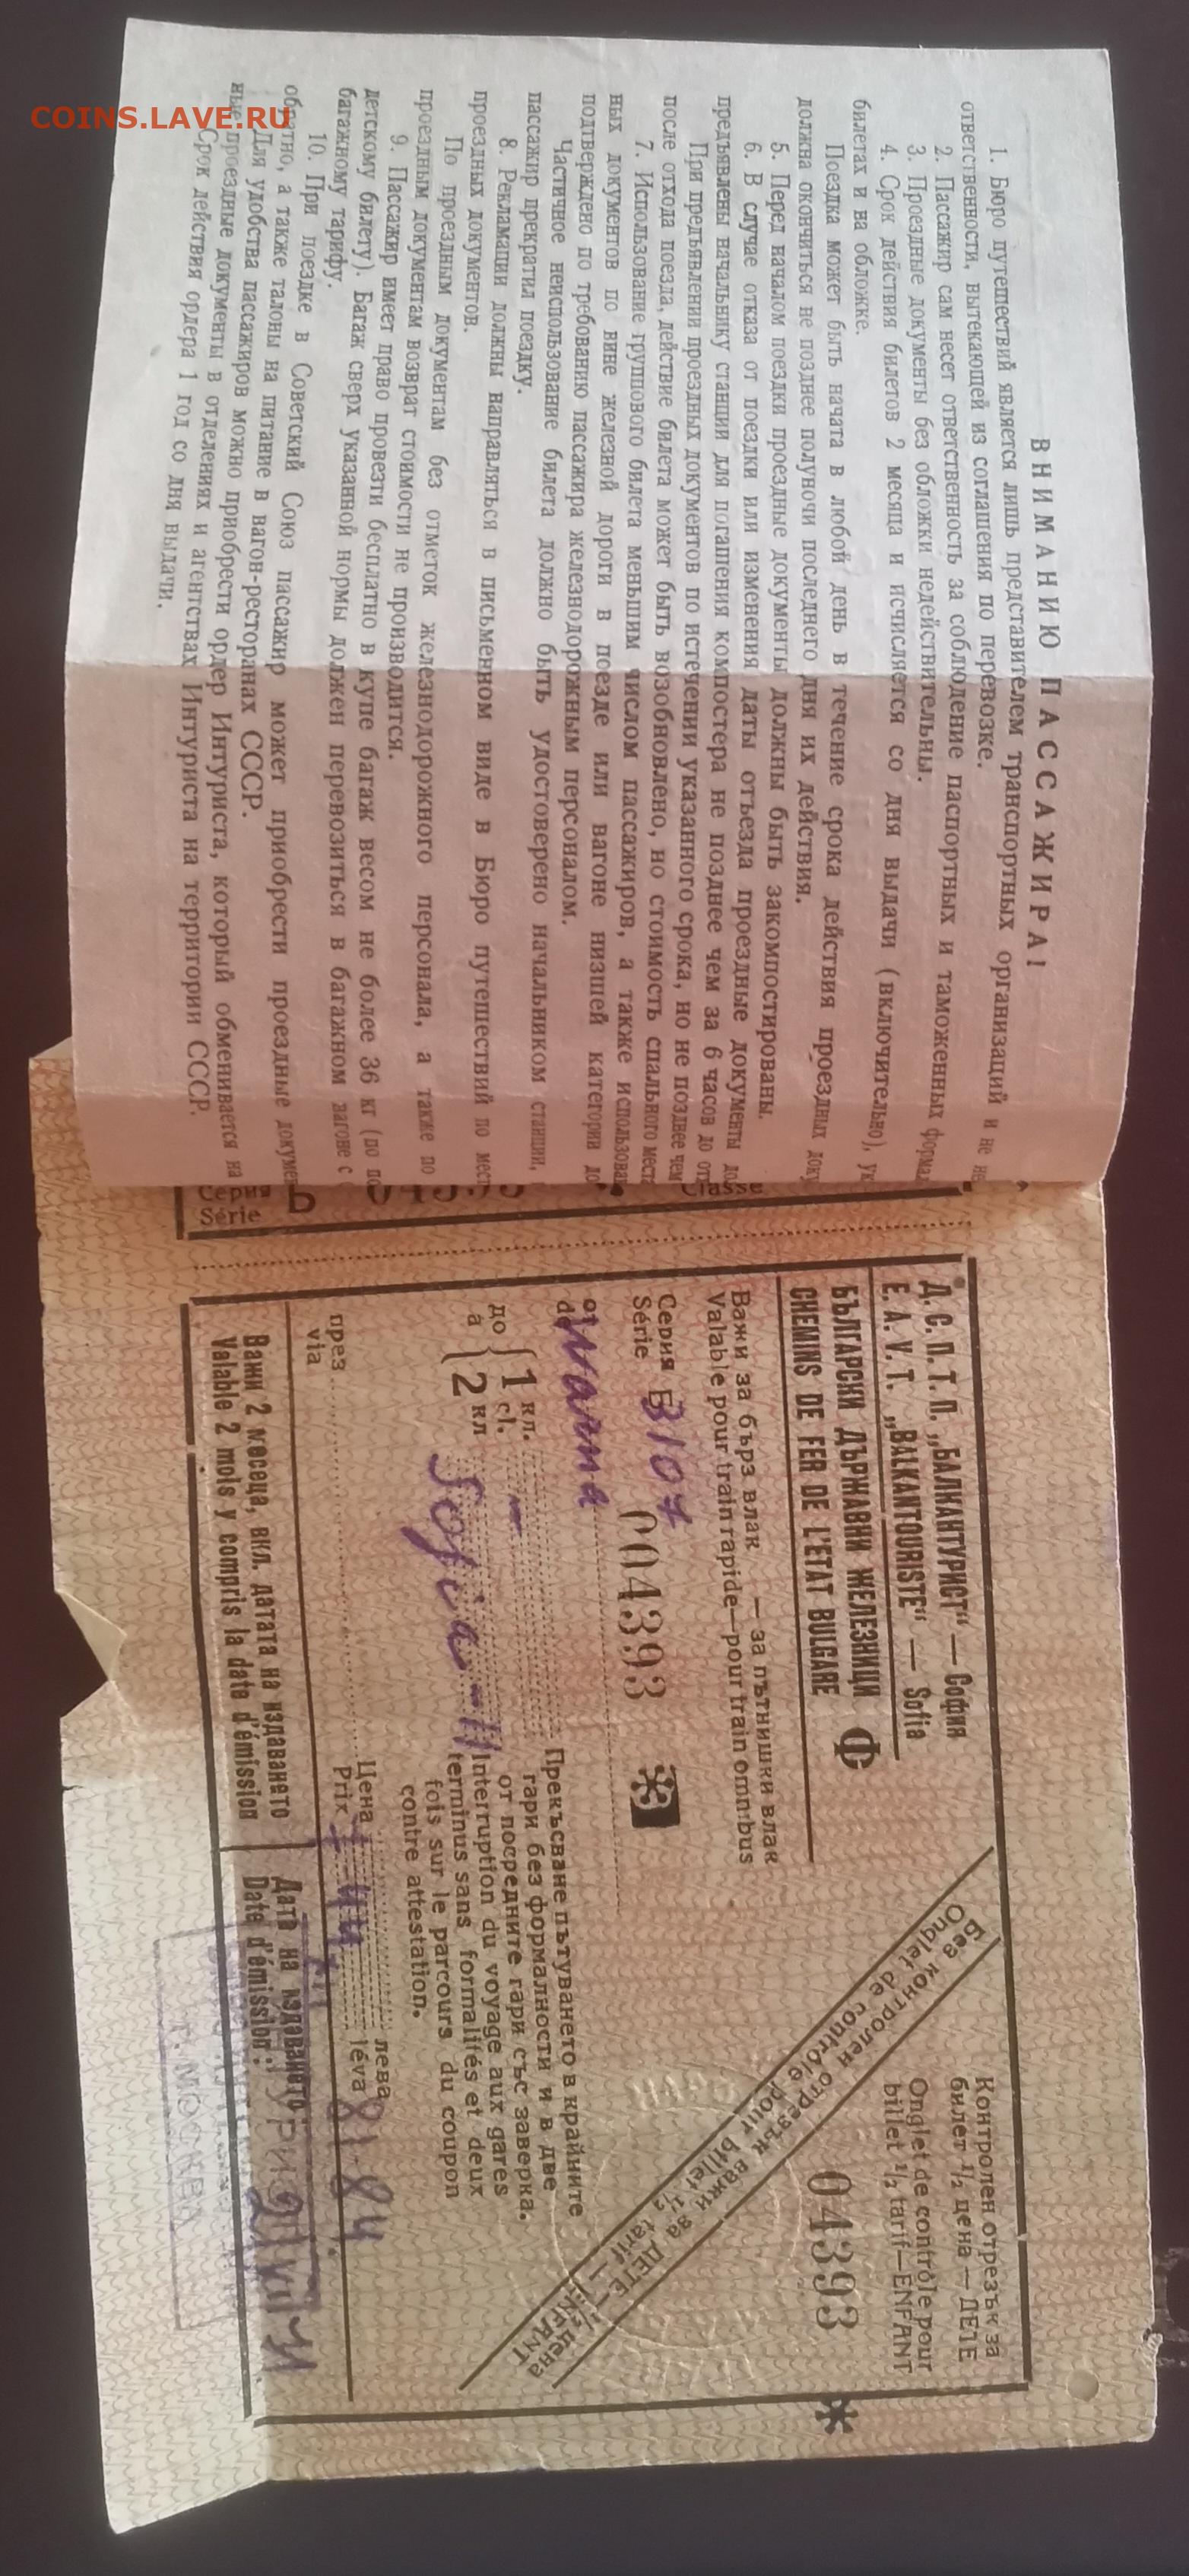 COINS.LAVE.RU
ВНИМАНИЮ ПАССАЖИРА!
1. Бюро путешествий является лишь представителем транспортных организаций и не не
ответственности, вытекающей из соглашения по перевозке.
2. Пассажир сам несет ответственность за соблюдение паспортных и таможенных форма
3. Проездные документы без обложки недействительны.
4. Срок действия билетов 2 месяца и исчисляется со дня выдачи (включительно), ук
билетах и на обложке.
Поездка может быть начата в любой день в течение срока действия проездных доку
должна окончиться не позднее полуночи последнего дня их действия.
5. Перед началом поездки проездные документы должны быть закомпостированы.
6. В случае отказа от поездки или изменения даты отъезда проездные документы до
предъявлены начальнику станции для погашения компостера не позднее чем за 6 часов до отп
При предъявлении проездных документов по истечении указанного срока, но не позднее чем
после отхода поезда, действие билета может быть возобновлено, но стоимость спального места
7. Использование группового билета меньшим числом пассажиров, а также использован
ных документов по вине железной дороги в поезде или вагоне низшей категории до
подтверждено по требованию пассажира железнодорожным персоналом.
Частичное неиспользование билета должно быть удостоверено начальником станции,
пассажир прекратил поездку.
8. Рекламации должны направляться в письменном виде в Бюро путешествий по мест
проездных документов.
По проездным документам без отметок железнодорожного персонала, а также по
проездным документам возврат стоимости не производится.
9. Пассажир имеет право провезти бесплатно в купе багаж весом не более 36 кг (по по
детскому билету). Багаж сверх указанной нормы должен перевозиться в багажном вагоне с
багажному тарифу.
10. При поездке в Советский Союз пассажир может приобрести проездные докумен
обратно, а также талоны на питание в вагон-ресторанах СССР.
Для удобства пассажиров можно приобрести ордер Интуриста, который обменивается на
ные проездные документы в отделениях и агентствах Интуриста на территории СССР.
Срок действия ордера 1 год со дня выдачи.
Classe
Серия Б
Série
Д. С. П. Т. П. „БАЛКАНТУРИСТ“ — София
E. A. V. T. „BALKANTOURISTE“ — Sofia
БЪЛГАРСКИ ДЪРЖАВНИ ЖЕЛЕЗНИЦИ Ф
CHEMINS DE FER DE L'ETAT BULGARE
Важи за бърз влак — за пътнишки влак
Valable pour train rapide—pour train omnibus
Серия Б 3107 004393
Série
от Warna
de
до 1 кл.
à cl.
2 кл Sofia
през
via
Прекъсване пътуването в крайните
гари без формалности и в две
от посредните гари със заверка.
Interruption du voyage aux gares
terminus sans formalités et deux
fois sur le parcours du coupon
contre attestation.
Цена лева
Prix léva
Важи 2 месеца, вкл. датата на издаването
Valable 2 mois y compris la date d'émission
Дата на издаването:
Date d'émission:
Г. МОСКВА
Контролен отрезък за
билет 1/2 цена — ДЕТЕ
Onglet de contrôle pour
billet 1/2 tarif—ENFANT
04393
Без контролен отрезък важи за ДЕТЕ—1/2 цена
Onglet de contrôle pour billet 1/2 tarif—ENFANT